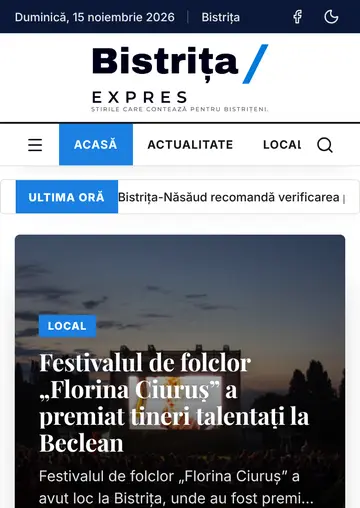 Duminică, 15 noiembrie 2026 Bistrița
Bistrița/
EXPRES
STIRILE CARE CONTEAZĂ PENTRU BISTRIȚENI.
ACASĂ ACTUALITATE LOCAL
ULTIMA ORĂ Bistrița-Năsăud recomandă verificarea
LOCAL
Festivalul de folclor
„Florina Ciuruș” a
premiat tineri talentați la
Beclean
Festivalul de folclor „Florina Ciuruș” a
avut loc la Bistrița, unde au fost premi...